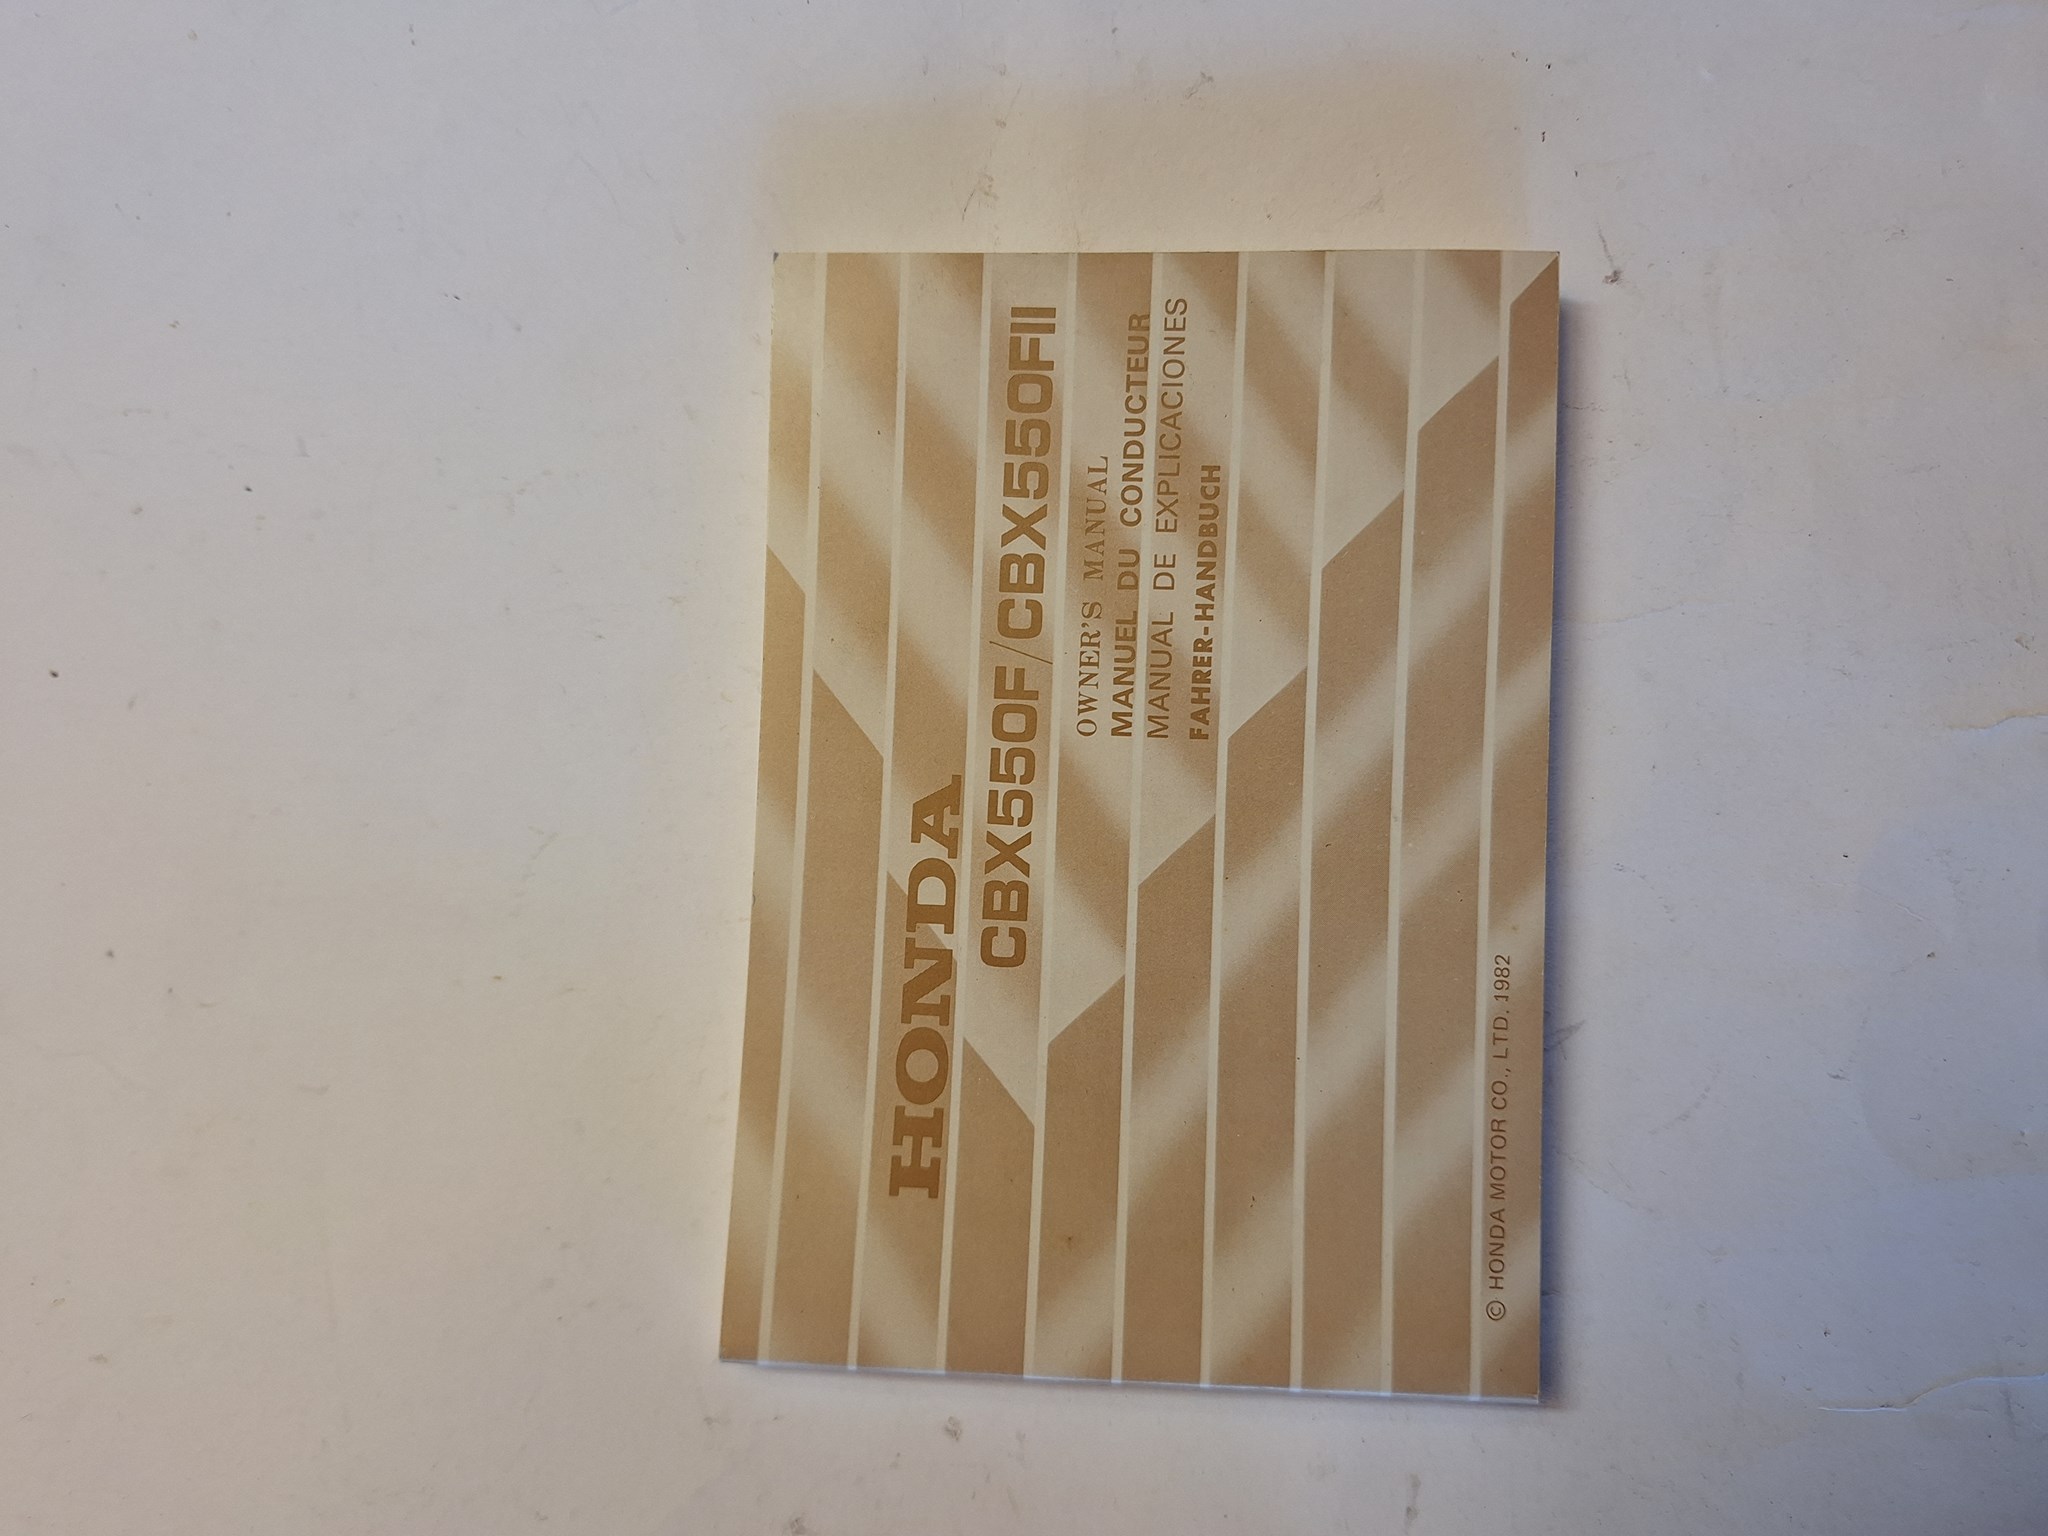 HONDA
CBX550F/CBX550FII
OWNER'S MANUAL
MANUEL DU CONDUCTEUR
MANUAL DE EXPLICACIONES
FAHRER-HANDBUCH
© HONDA MOTOR CO., LTD. 1982